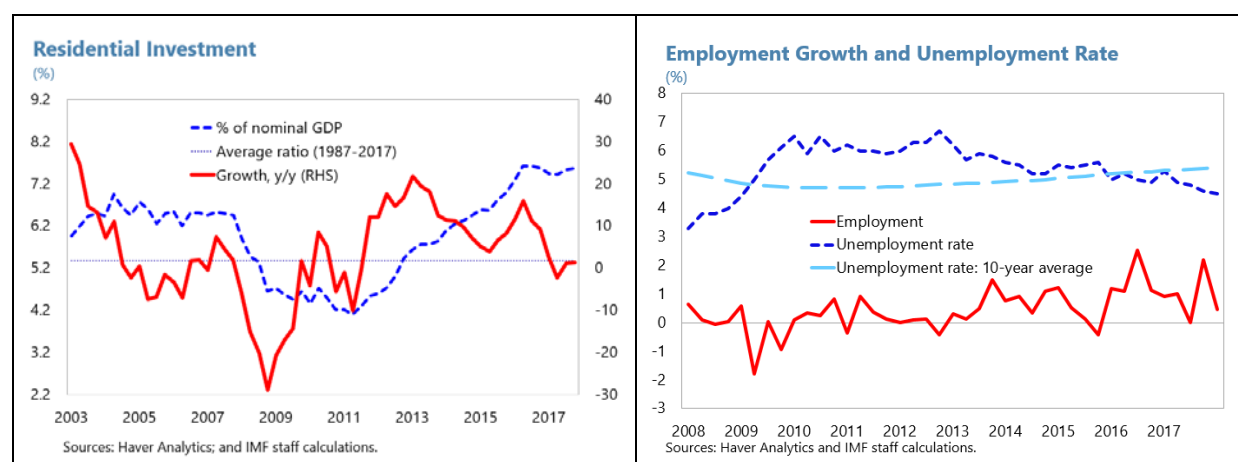 Residential Investment
(%)
9.2
8.2
7.2
6.2
5.2
4.2
3.2
2.2
40
30
20
10
0
-10
-20
-30
% of nominal GDP
Average ratio (1987-2017)
Growth, y/y (RHS)
2003 2005 2007 2009 2011 2013 2015 2017
Sources: Haver Analytics; and IMF staff calculations.
Employment Growth and Unemployment Rate
(%)
8
7
6
5
4
3
2
1
0
-1
-2
-3
Employment
Unemployment rate
Unemployment rate: 10-year average
2008 2009 2010 2011 2012 2013 2014 2015 2016 2017
Sources: Haver Analytics and IMF staff calculations.